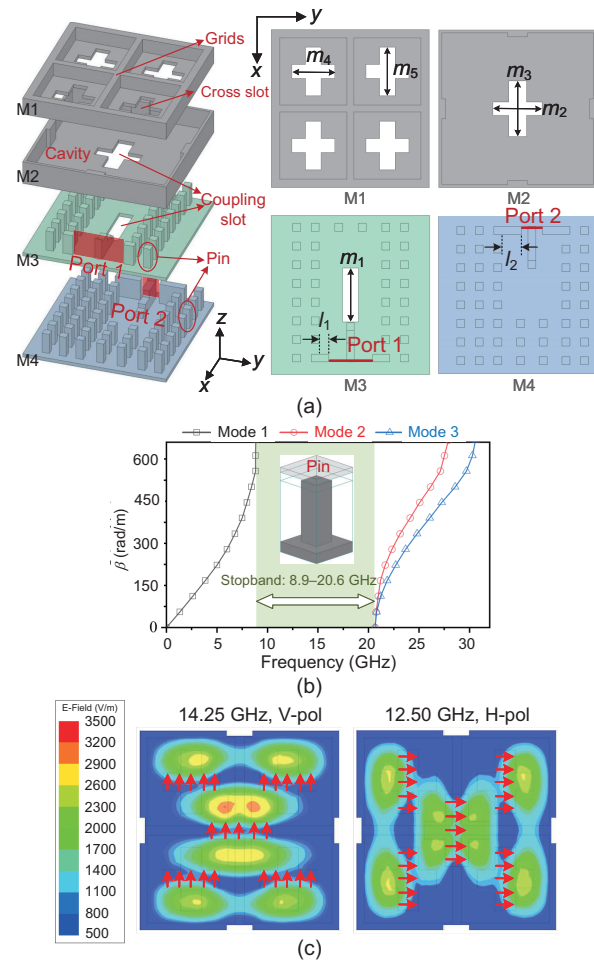 y
x
Grids
Cross slot
M1
Cavity
M2
Coupling
slot
M3
Port 1
Pin
Port 2
M4
z
y
x
m4
m5
M1
m3
m2
M2
m1
l1
Port 1
M3
Port 2
l2
M4
(a)
Mode 1 Mode 2 Mode 3
Pin
Stopband: 8.9–20.6 GHz
600
450
300
150
0
β (rad/m)
0 5 10 15 20 25 30
Frequency (GHz)
(b)
E-Field (V/m)
3500
3200
2900
2600
2300
2000
1700
1400
1100
800
500
14.25 GHz, V-pol
12.50 GHz, H-pol
(c)